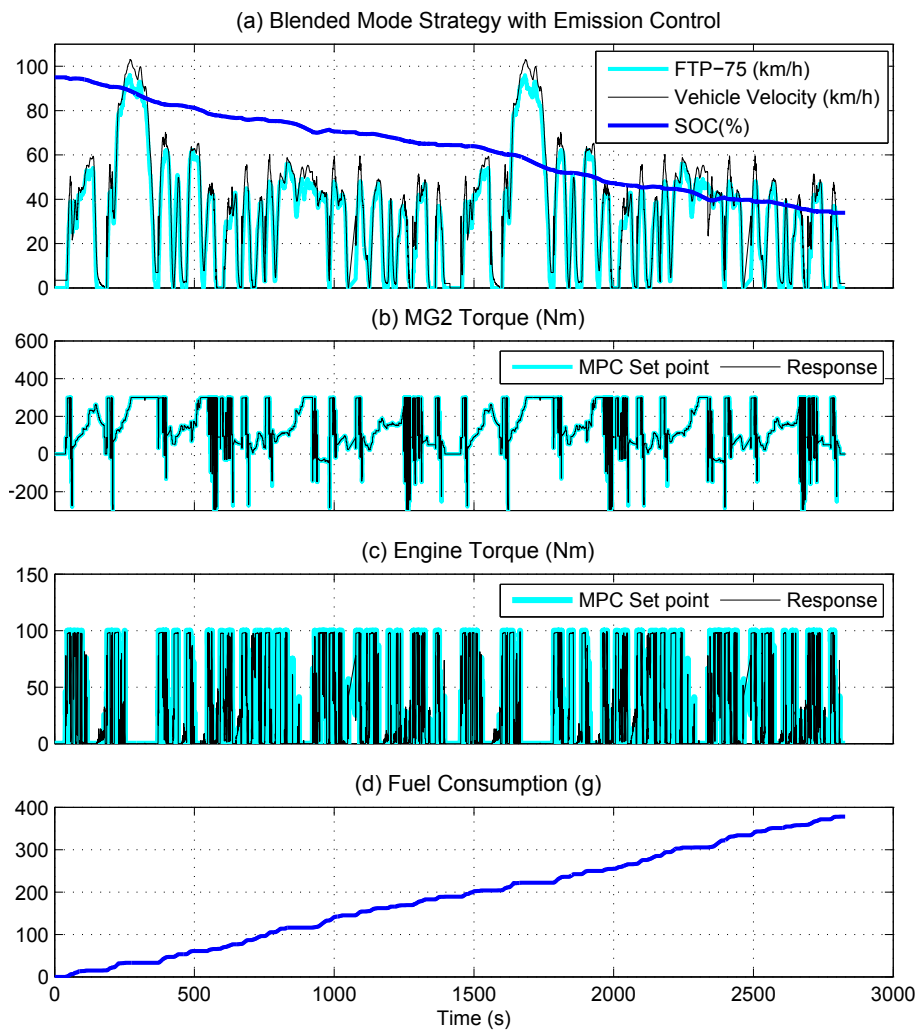 (a) Blended Mode Strategy with Emission Control
100
80
60
40
20
0
FTP−75 (km/h)
Vehicle Velocity (km/h)
SOC(%)
(b) MG2 Torque (Nm)
600
400
200
0
-200
MPC Set point
Response
(c) Engine Torque (Nm)
150
100
50
0
MPC Set point
Response
(d) Fuel Consumption (g)
400
300
200
100
0
0 500 1000 1500 2000 2500 3000
Time (s)